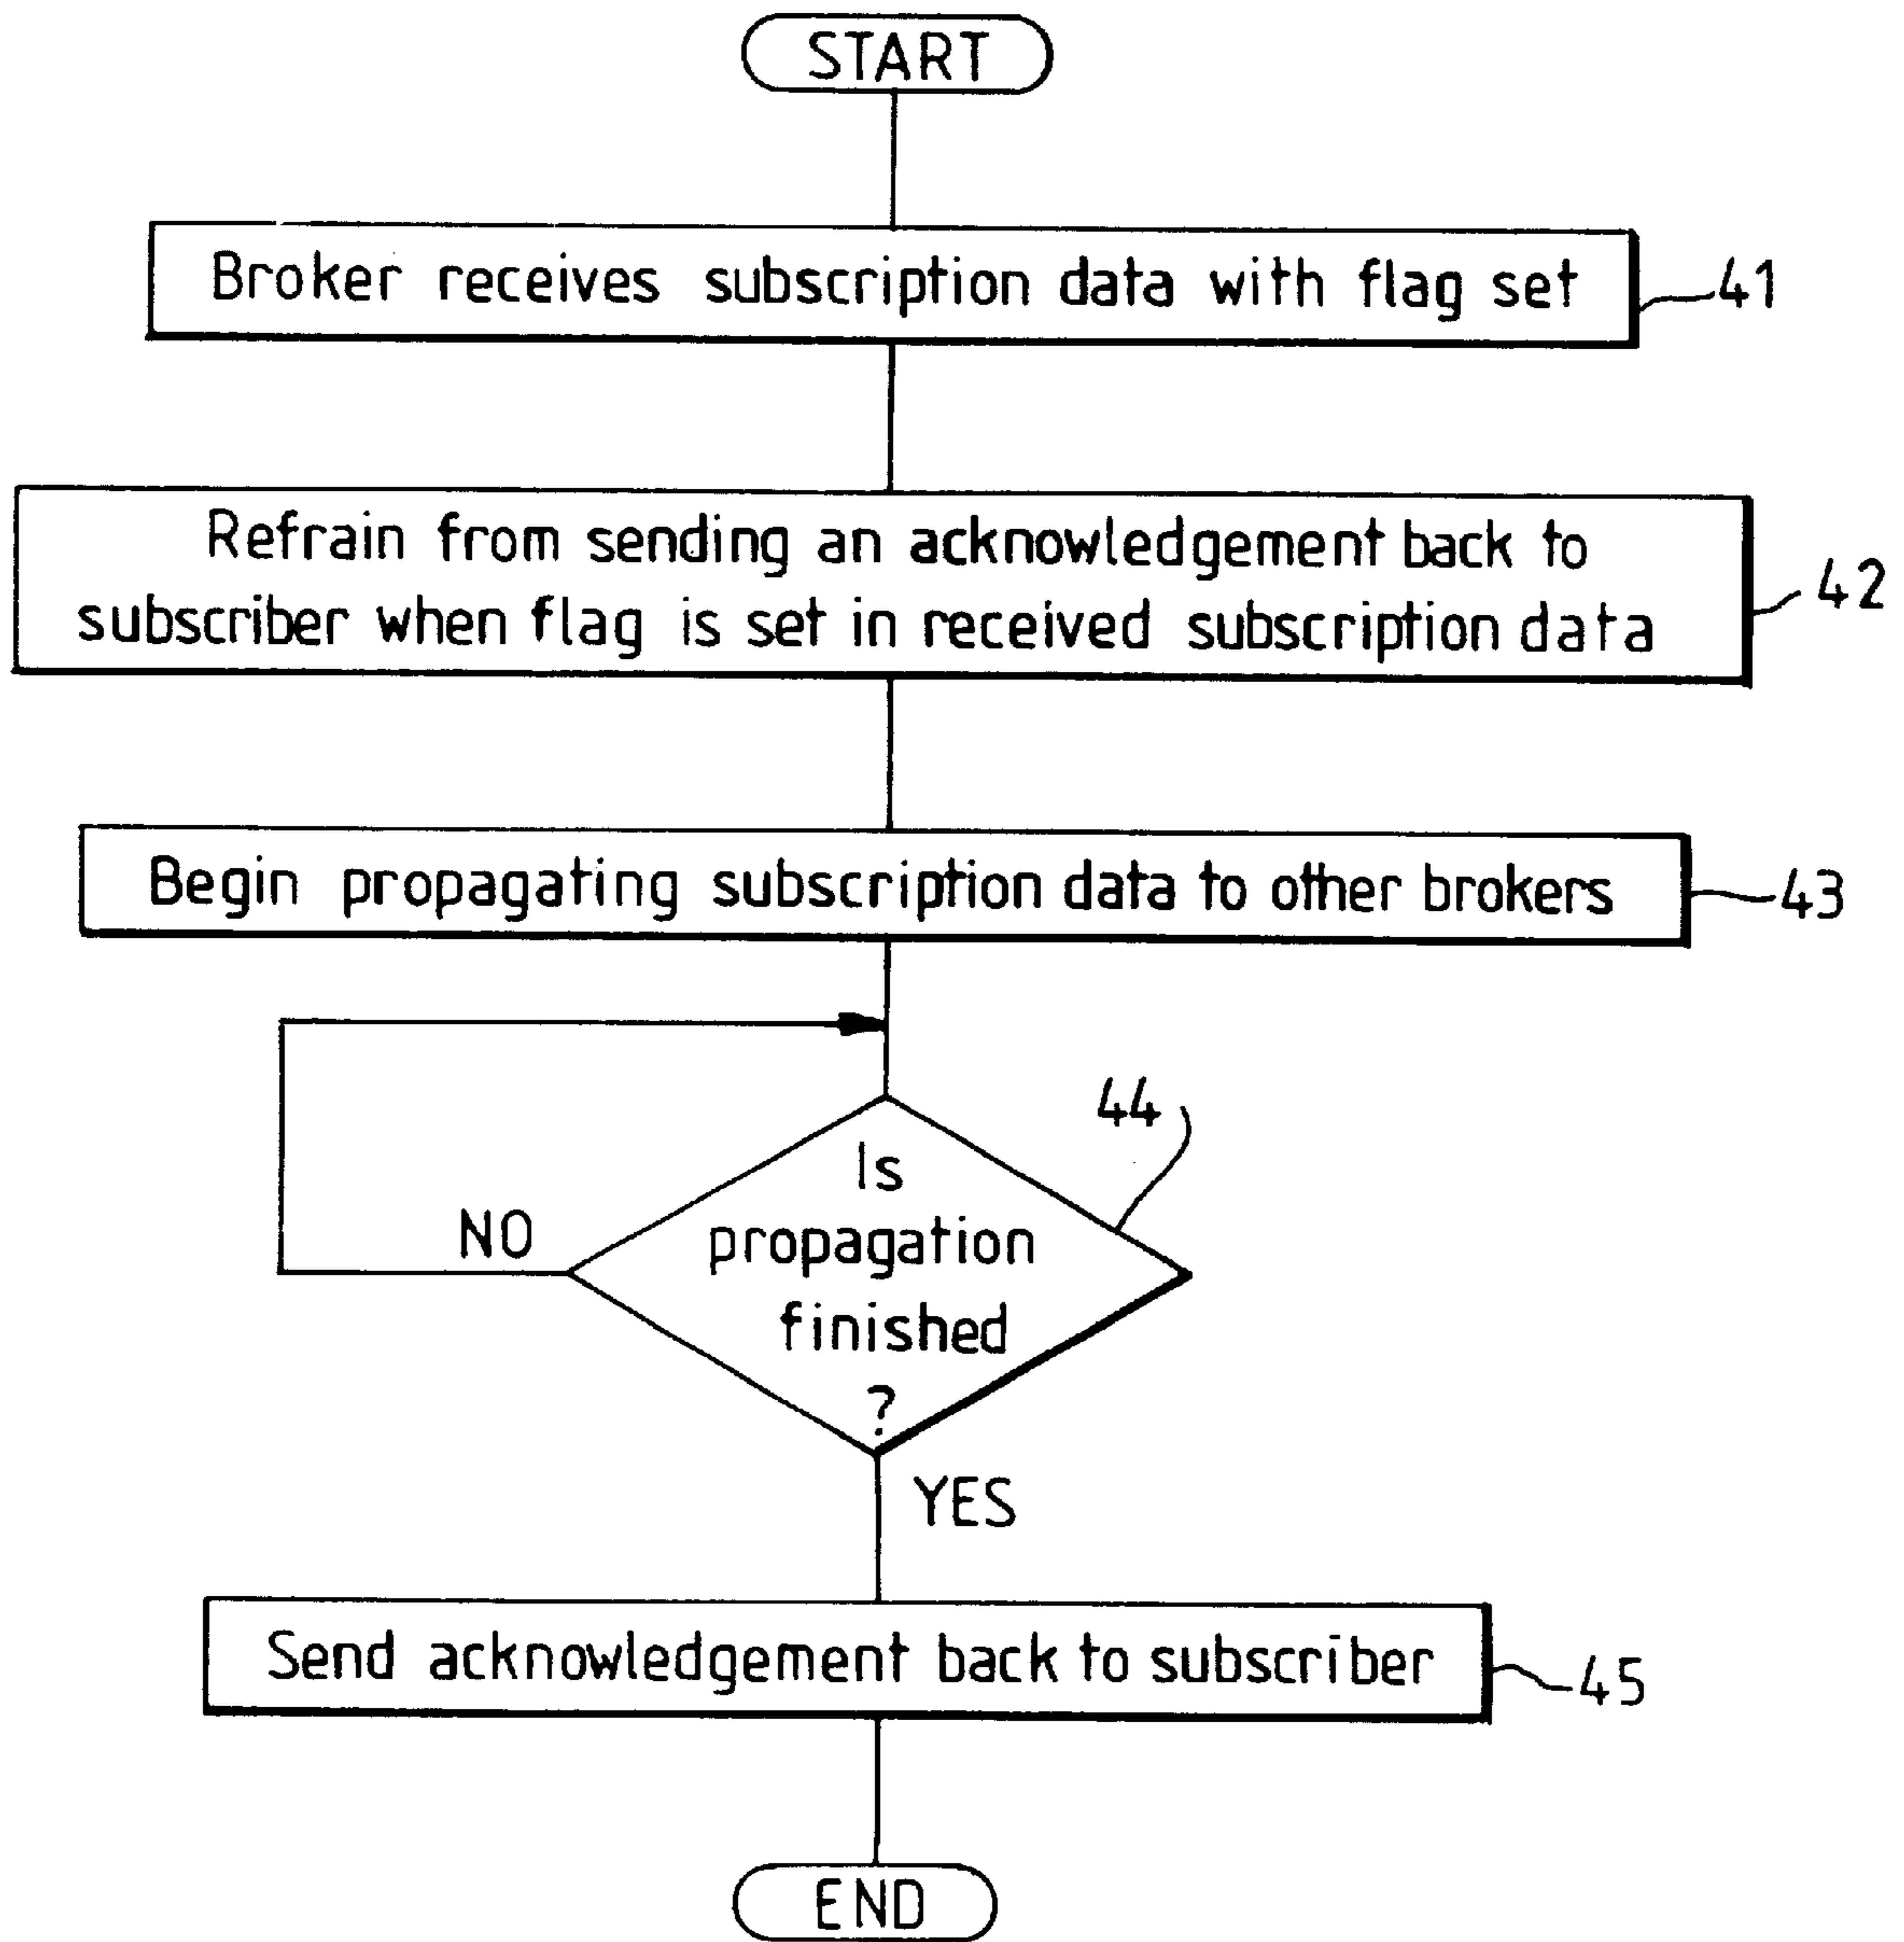 START
Broker receives subscription data with flag set
41
Refrain from sending an acknowledgement back to
subscriber when flag is set in received subscription data
42
Begin propagating subscription data to other brokers
43
44
Is
propagation
finished
?
NO
YES
Send acknowledgement back to subscriber
45
END